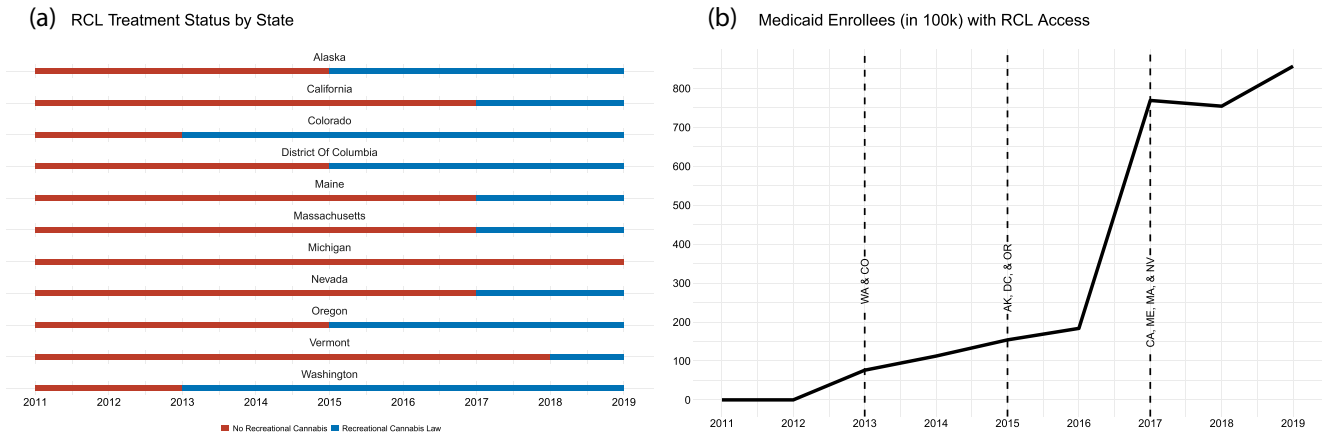 (a) RCL Treatment Status by State
Alaska
California
Colorado
District Of Columbia
Maine
Massachusetts
Michigan
Nevada
Oregon
Vermont
Washington
2011 2012 2013 2014 2015 2016 2017 2018 2019
No Recreational Cannabis Recreational Cannabis Law
(b) Medicaid Enrollees (in 100k) with RCL Access
800
700
600
500
400
300
200
100
0
WA & CO
AK, DC, & OR
CA, ME, MA, & NV
2011 2012 2013 2014 2015 2016 2017 2018 2019